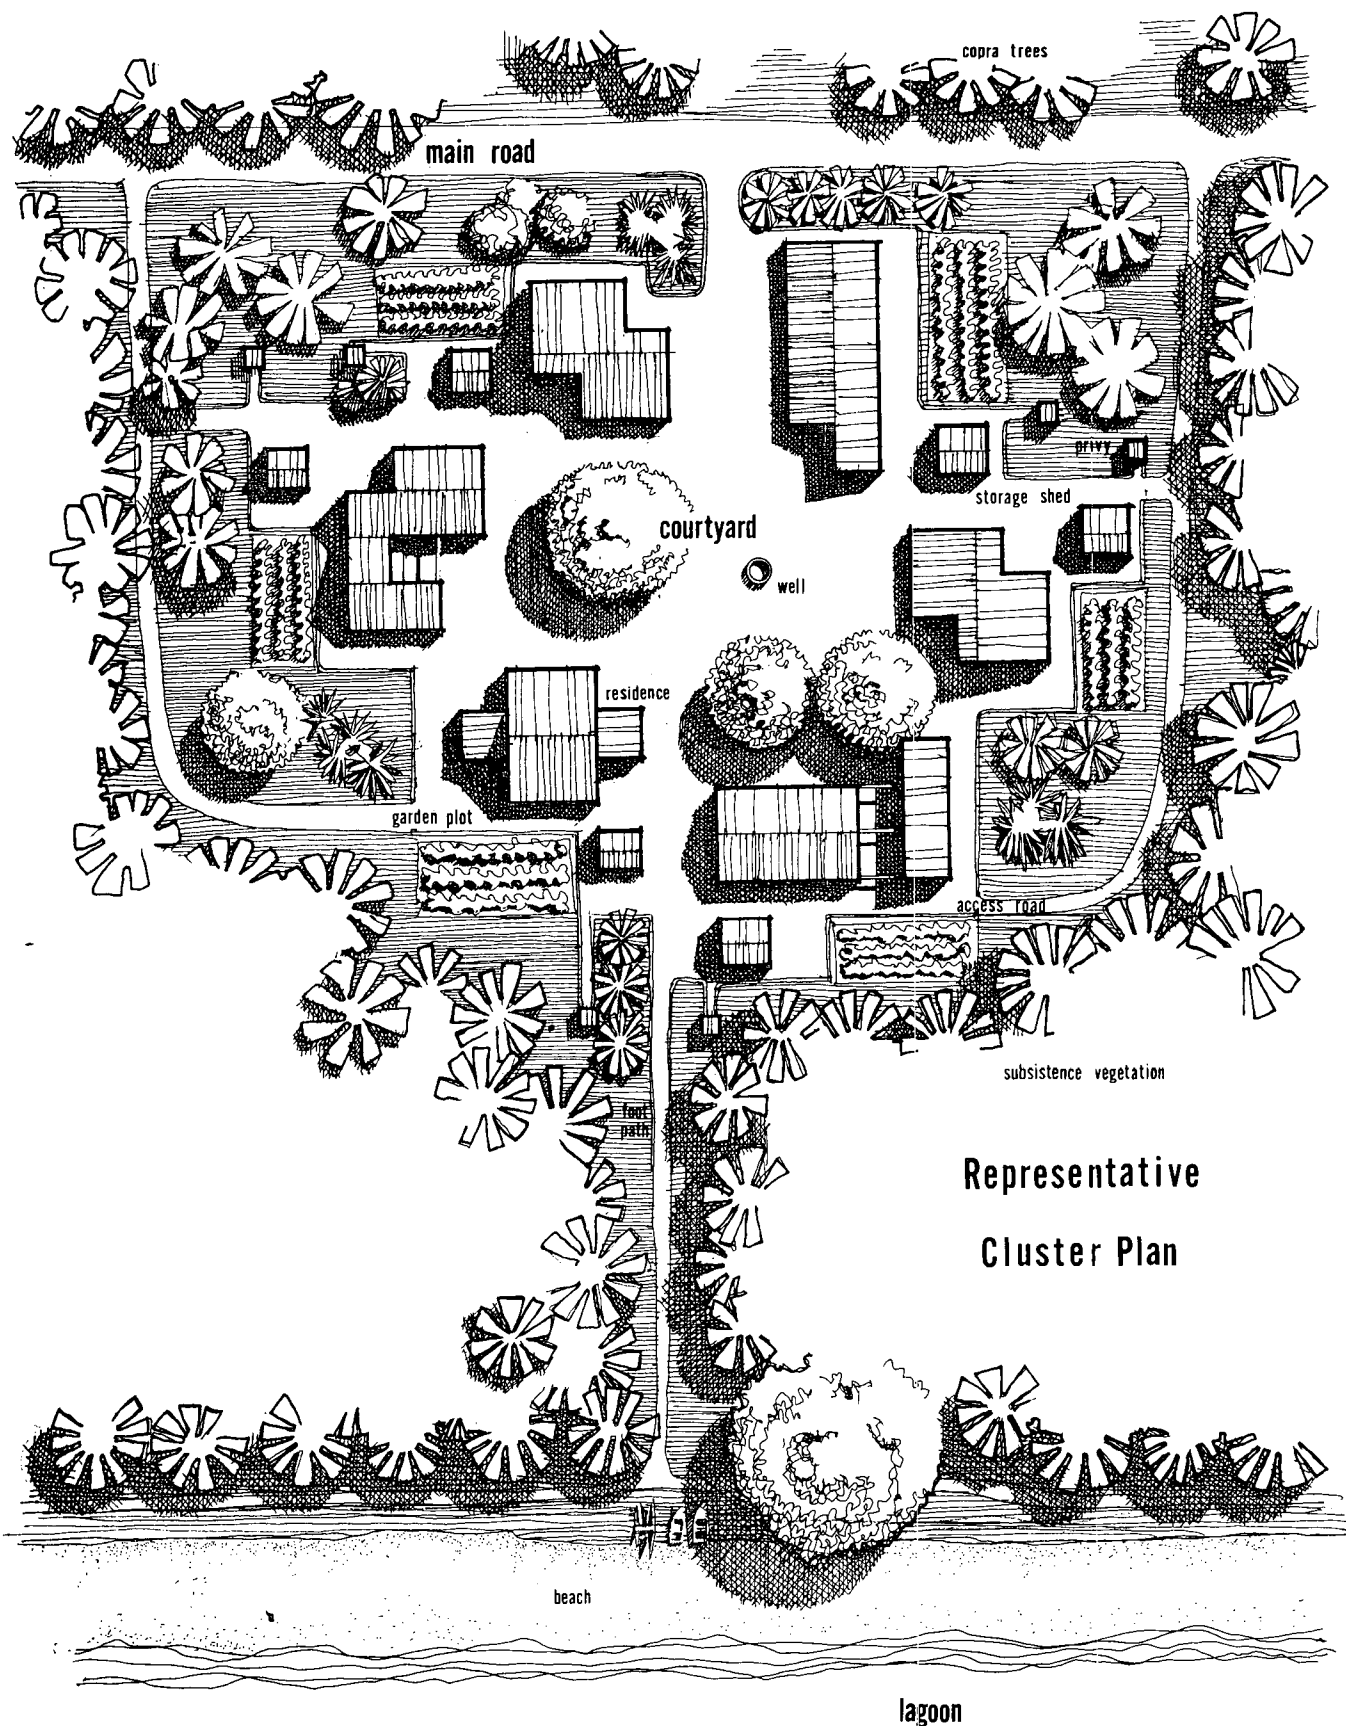 copra trees
main road
privy
storage shed
courtyard
well
residence
garden plot
access road
subsistence vegetation
foot
path
Representative
Cluster Plan
beach
lagoon